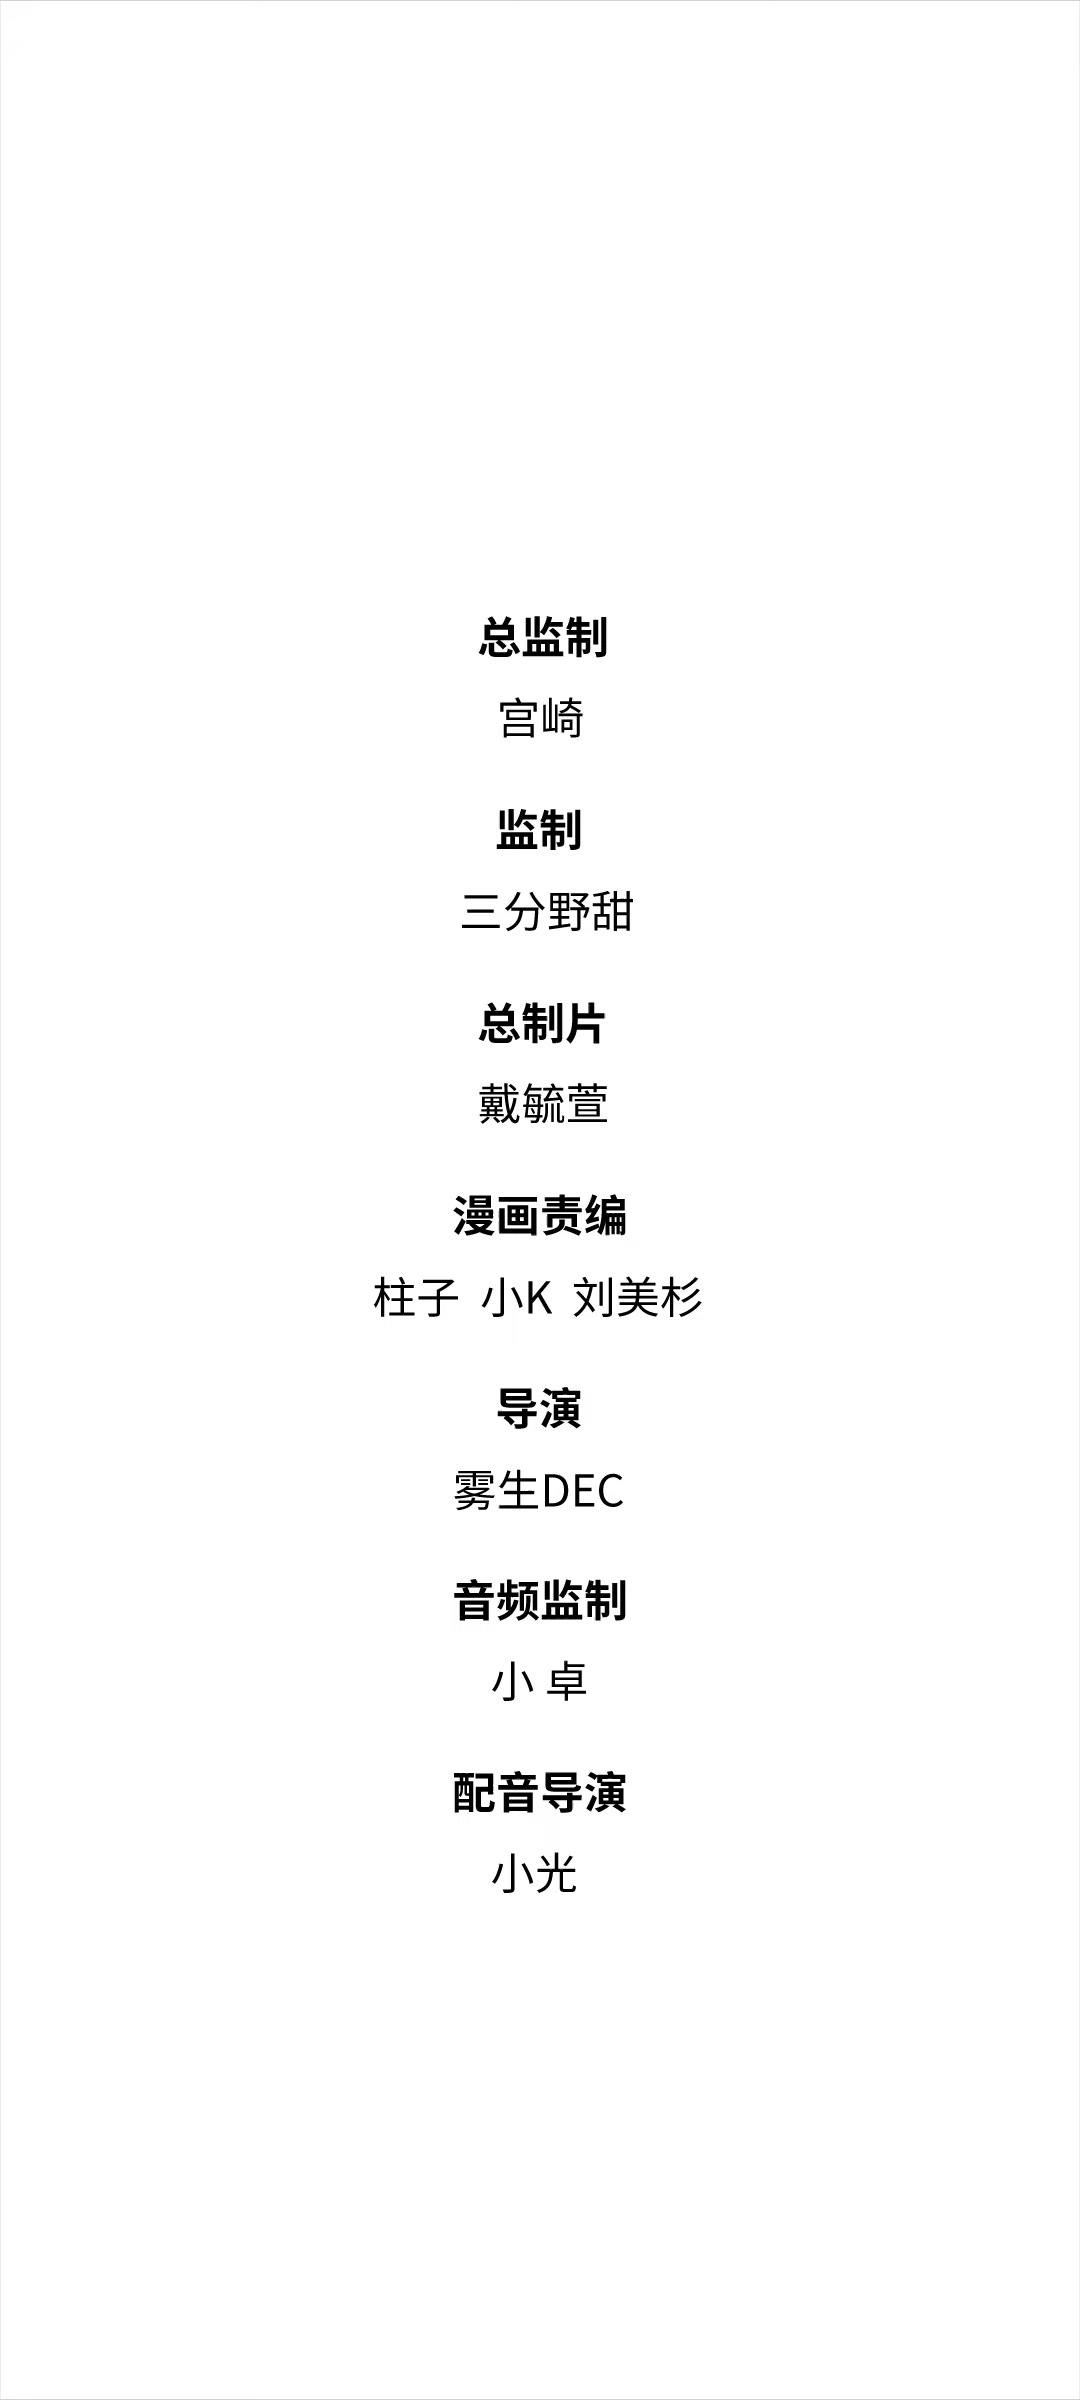 总监制
宫崎
监制
三分野甜
总制片
戴毓萱
漫画责编
柱子 小K 刘美杉
导演
雾生DEC
音频监制
小 卓
配音导演
小光